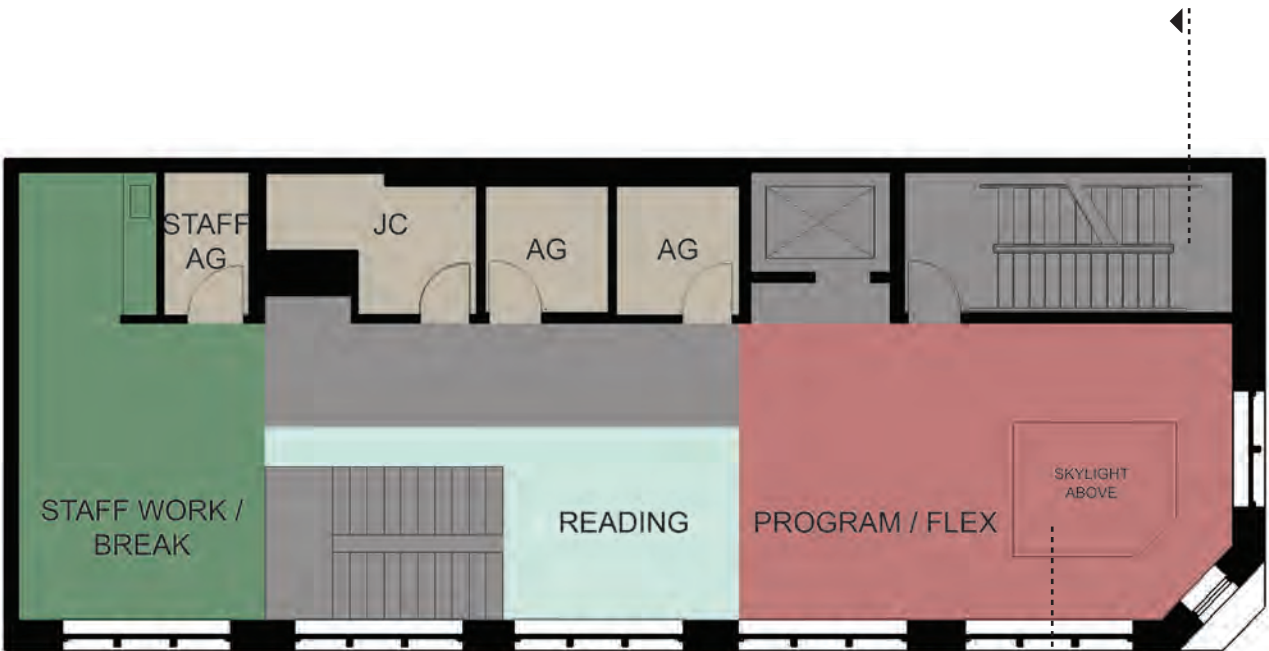 STAFF
AG
JC
AG
AG
STAFF WORK /
BREAK
READING
PROGRAM / FLEX
SKYLIGHT
ABOVE